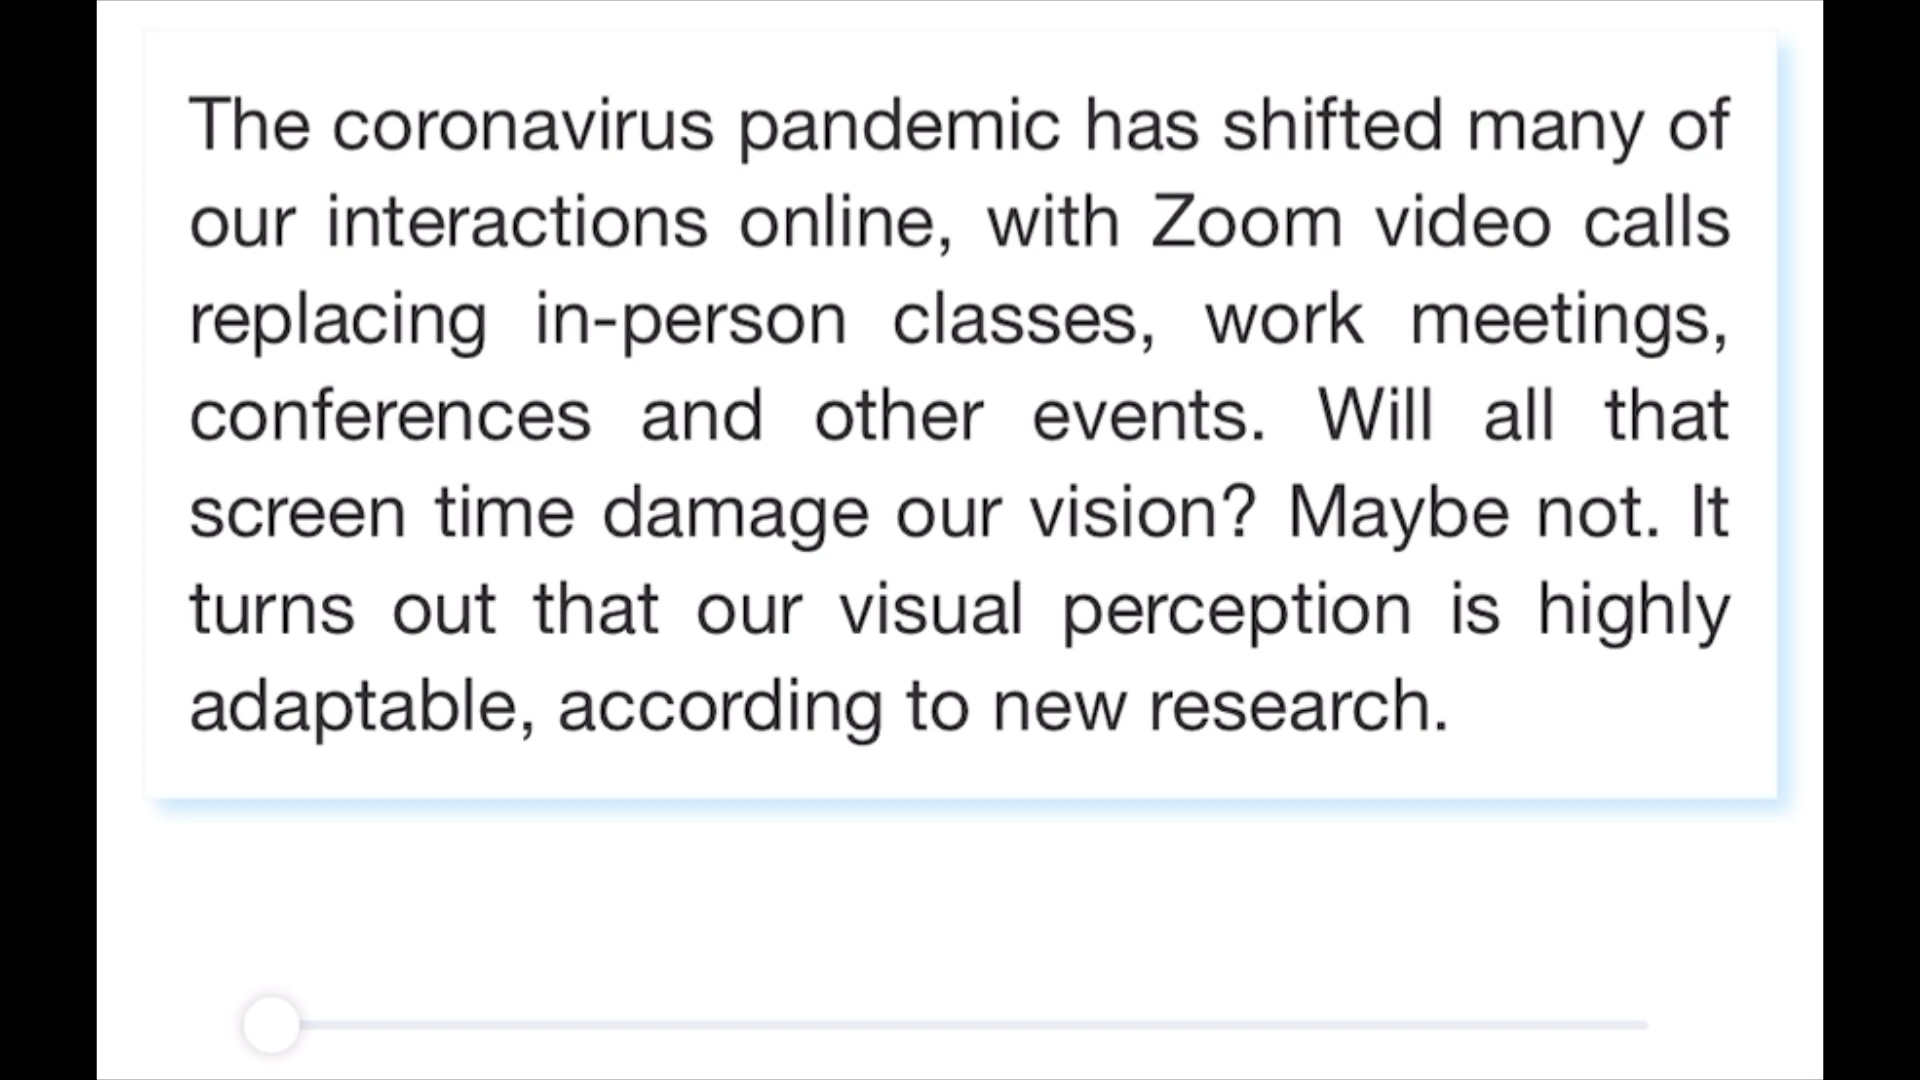 The coronavirus pandemic has shifted many of
our interactions online, with Zoom video calls
replacing in-person classes, work meetings,
conferences and other events. Will all that
screen time damage our vision? Maybe not. It
turns out that our visual perception is highly
adaptable, according to new research.